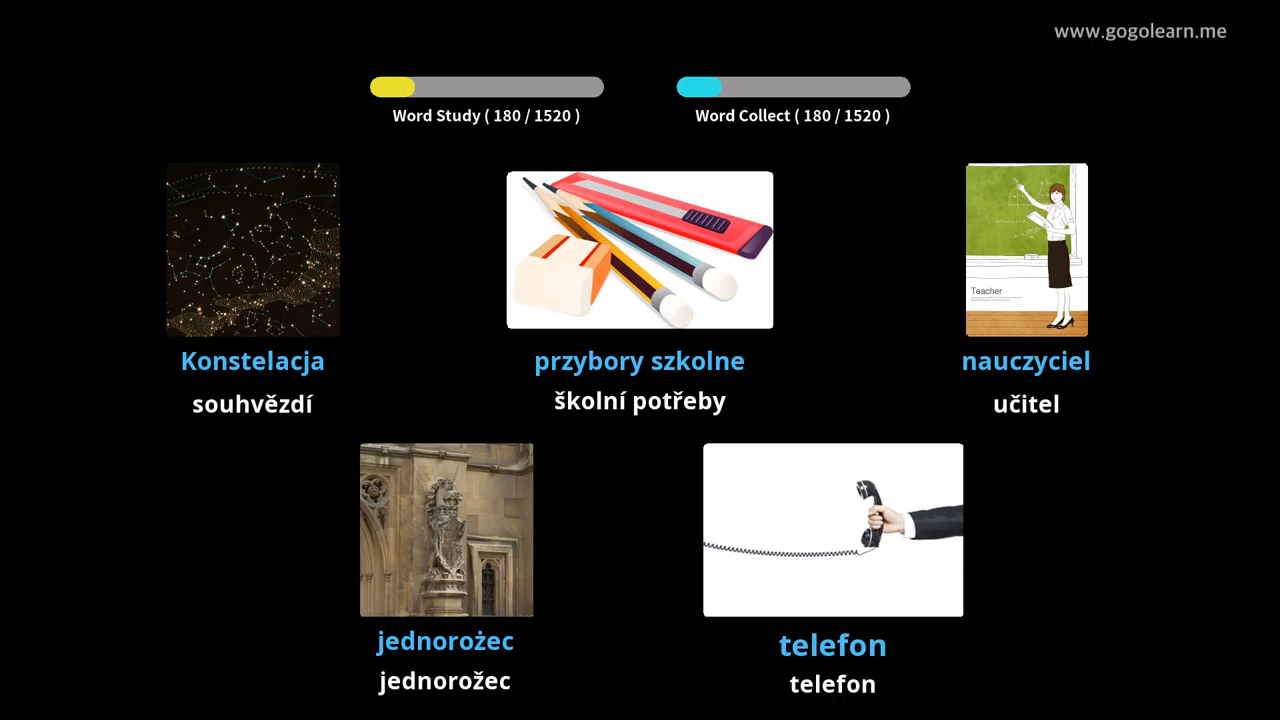 www.gogolearn.me
Word Study ( 180 / 1520 )
Word Collect ( 180 / 1520 )
Teacher
Konstelacja
przybory szkolne
nauczyciel
souhvězdí
školní potřeby
učitel
jednorożec
telefon
jednorožec
telefon